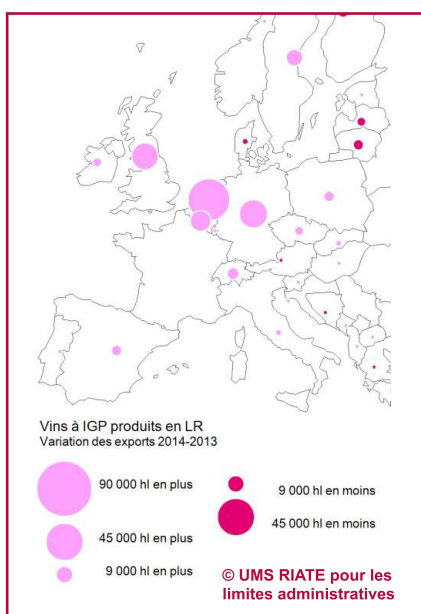 Vins à IGP produits en LR
Variation des exports 2014-2013
90 000 hl en plus
45 000 hl en plus
9 000 hl en plus
9 000 hl en moins
45 000 hl en moins
© UMS RIATE pour les
limites administratives